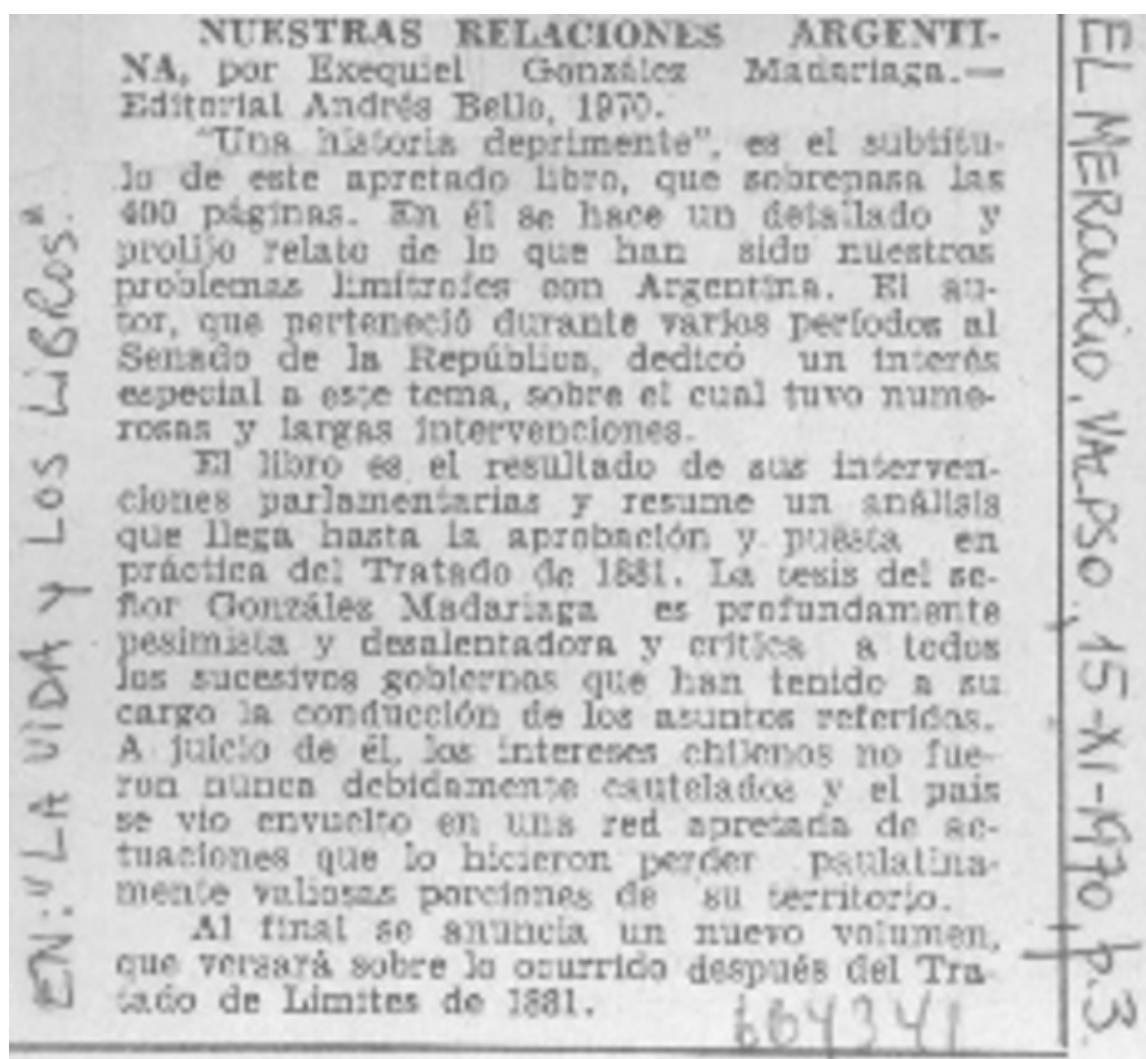 NUESTRAS RELACIONES ARGENTI-
NA, por Exequiel González Madariaga.—
Editorial Andrés Bello, 1970.
"Una historia deprimente", es el subtítu-
lo de este apretado libro, que sobrepasa las
400 páginas. En él se hace un detallado y
prolijo relato de lo que han sido nuestros
problemas limítrofes con Argentina. El au-
tor, que perteneció durante varios períodos al
Senado de la República, dedicó un interés
especial a este tema, sobre el cual tuvo nume-
rosas y largas intervenciones.
El libro es el resultado de sus interven-
ciones parlamentarias y resume un análisis
que llega hasta la aprobación y puesta en
práctica del Tratado de 1881. La tesis del se-
ñor González Madariaga es profundamente
pesimista y desalentadora y critica a todos
los sucesivos gobiernos que han tenido a su
cargo la conducción de los asuntos referidos.
A juicio de él, los intereses chilenos no fue-
ron nunca debidamente cautelados y el país
se vio envuelto en una red apretada de ac-
tuaciones que lo hicieron perder paulatina-
mente valiosas porciones de su territorio.
Al final se anuncia un nuevo volumen,
que versará sobre lo ocurrido después del Tra-
tado de Límites de 1881.
664341
EN: "LA VIDA Y LOS LIBROS."
EL MERCURIO, VALPSO, 15-XI-1970, p.3.